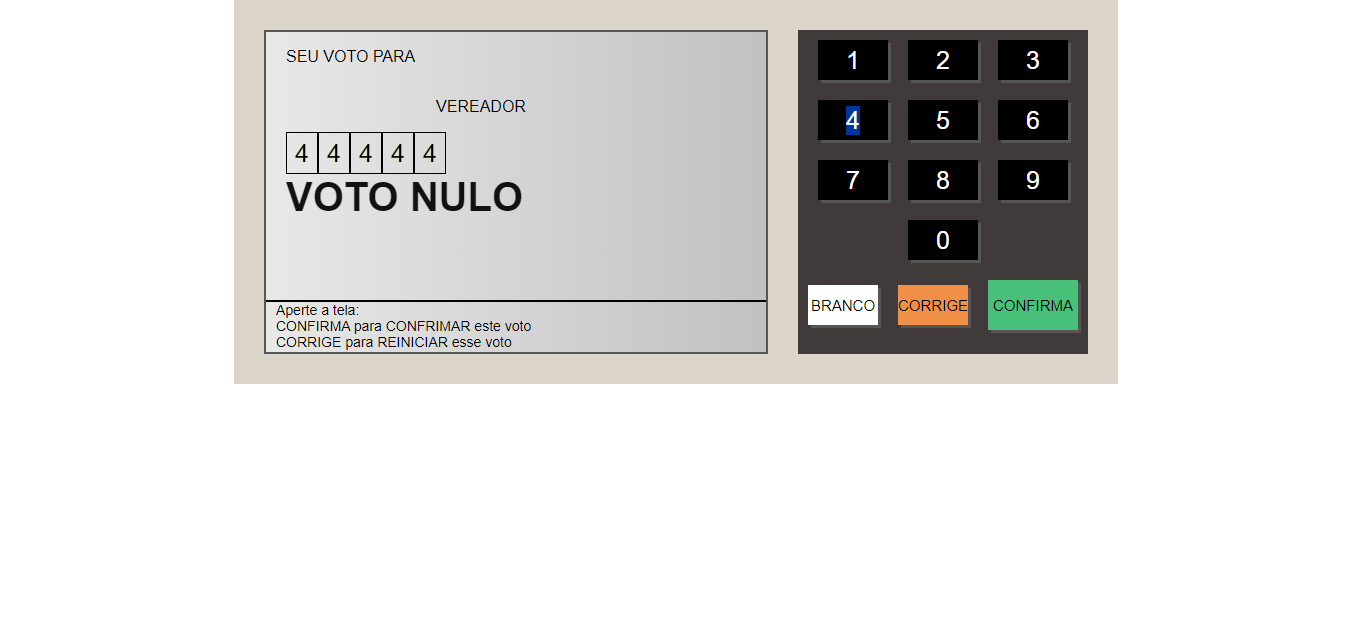 SEU VOTO PARA
VEREADOR
4 4 4 4 4
VOTO NULO
Aperte a tela:
CONFIRMA para CONFRIMAR este voto
CORRIGE para REINICIAR esse voto
1 2 3
4 5 6
7 8 9
0
BRANCO CORRIGE CONFIRMA